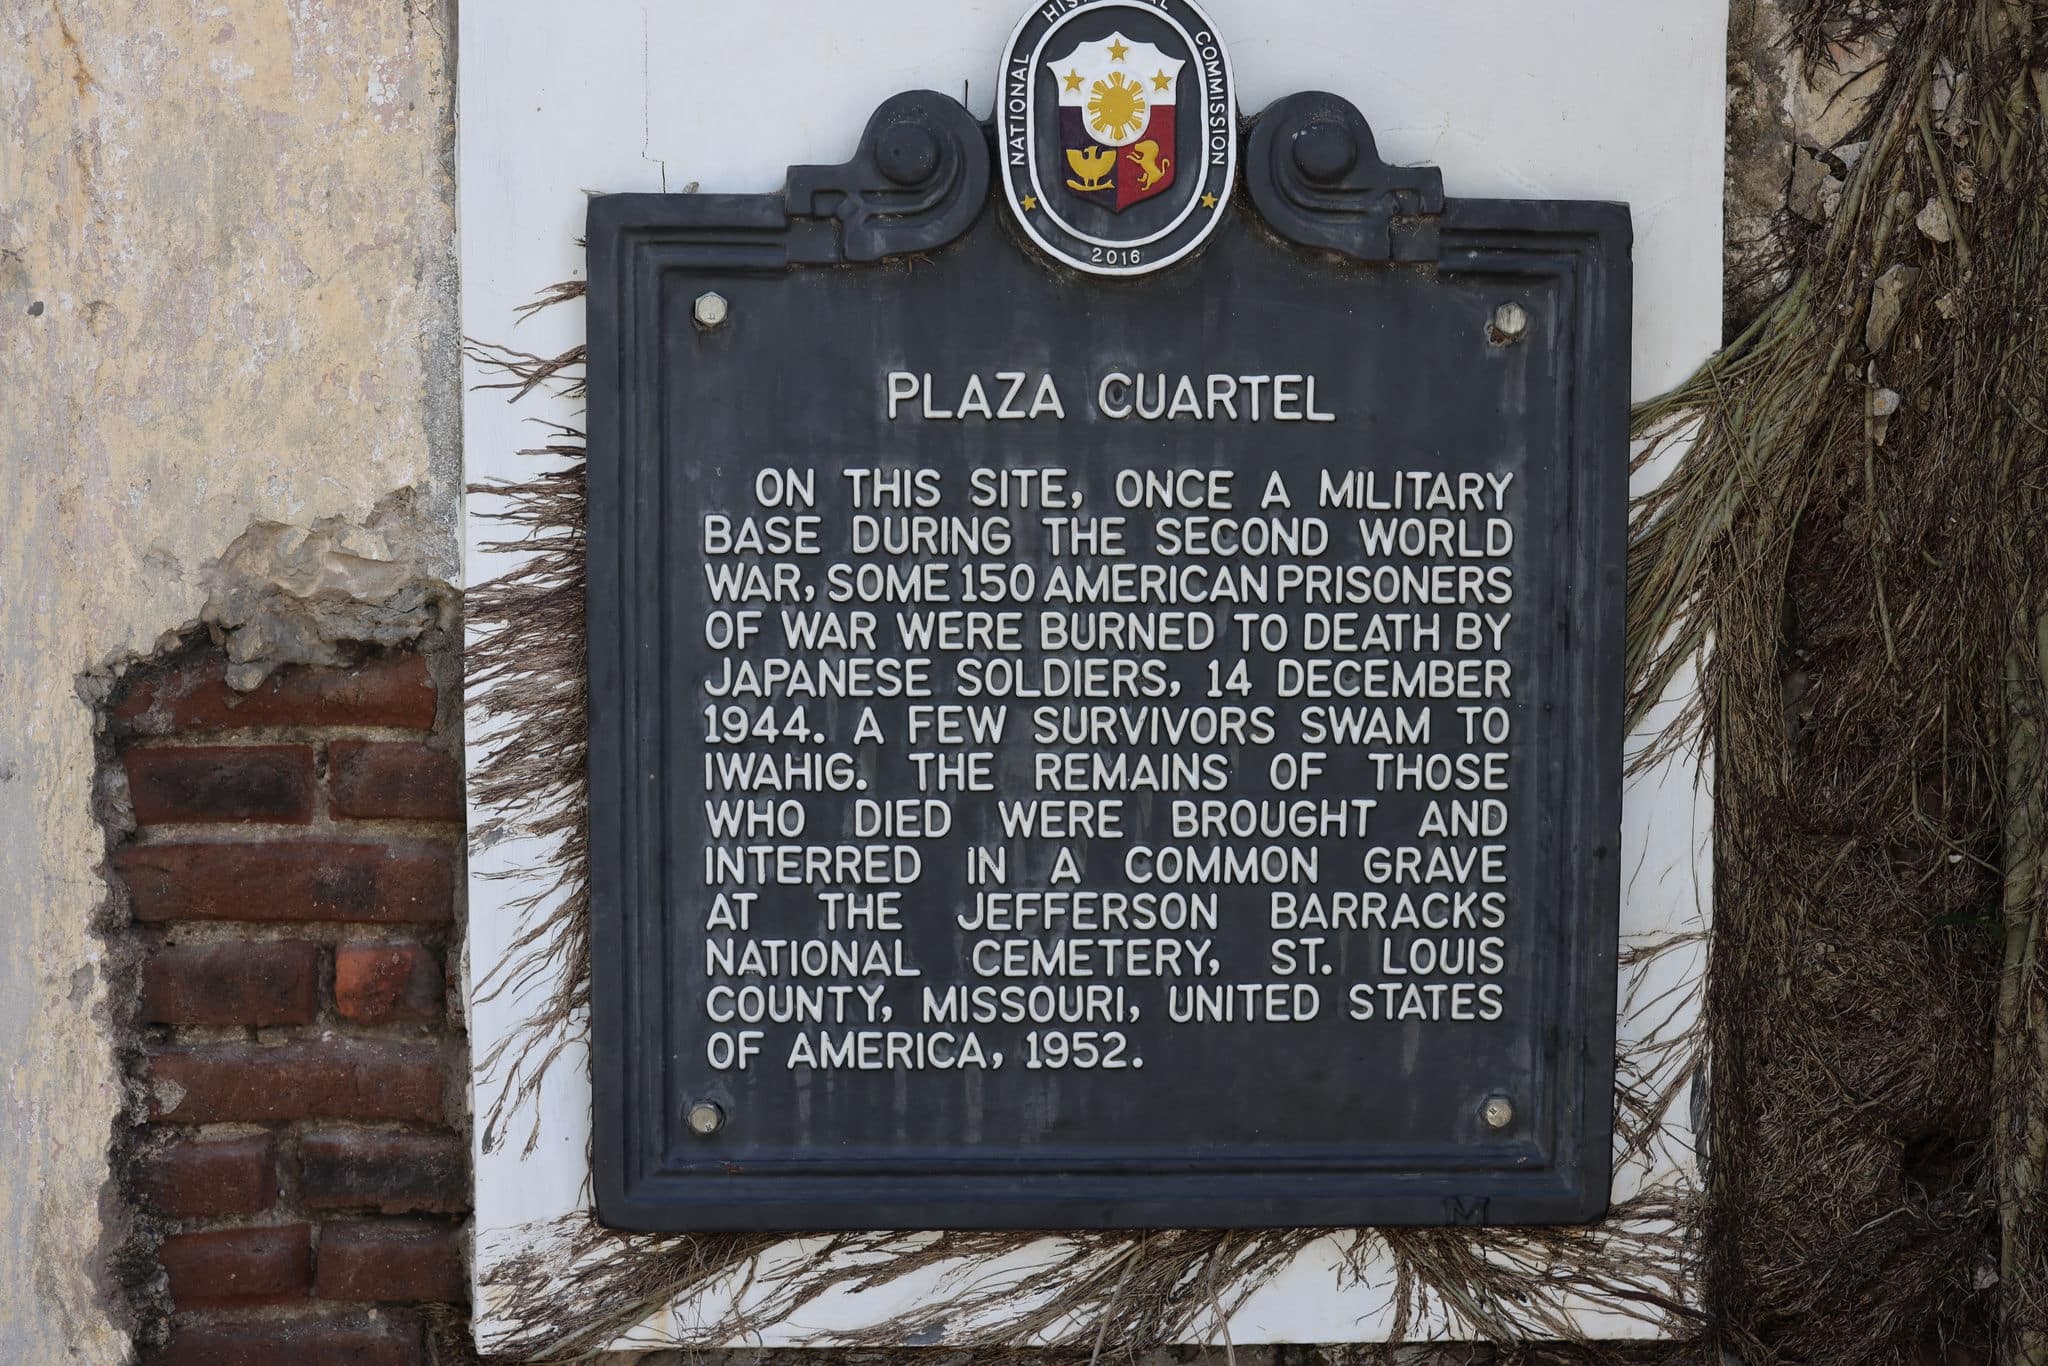 NATIONAL HISTORICAL COMMISSION
2016
PLAZA CUARTEL
ON THIS SITE, ONCE A MILITARY
BASE DURING THE SECOND WORLD
WAR, SOME 150 AMERICAN PRISONERS
OF WAR WERE BURNED TO DEATH BY
JAPANESE SOLDIERS, 14 DECEMBER
1944. A FEW SURVIVORS SWAM TO
IWAHIG. THE REMAINS OF THOSE
WHO DIED WERE BROUGHT AND
INTERRED IN A COMMON GRAVE
AT THE JEFFERSON BARRACKS
NATIONAL CEMETERY, ST. LOUIS
COUNTY, MISSOURI, UNITED STATES
OF AMERICA, 1952.
M